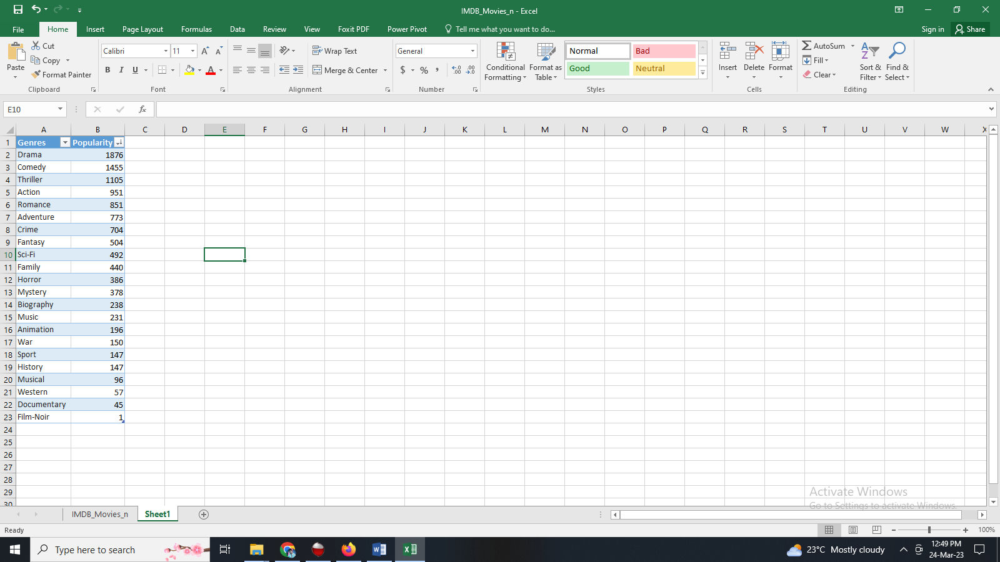 IMDB_Movies_n - Excel
File Home Insert Page Layout Formulas Data Review View Foxit PDF Power Pivot Tell me what you want to do... Sign in Share
Paste
Cut
Copy
Format Painter
Clipboard
Calibri 11
B I U
A A
A
Font
Wrap Text
Merge & Center
Alignment
General
$ % ,
Number
Conditional Formatting
Format as Table
Normal Bad
Good Neutral
Styles
Insert Delete Format
Cells
AutoSum
Fill
Clear
Sort & Filter
Find & Select
Editing
E10 fx
A B C D E F G H I J K L M N O P Q R S T U V W X
1 Genres Popularity
2 Drama 1876
3 Comedy 1455
4 Thriller 1105
5 Action 951
6 Romance 851
7 Adventure 773
8 Crime 704
9 Fantasy 504
10 Sci-Fi 492
11 Family 440
12 Horror 386
13 Mystery 378
14 Biography 238
15 Music 231
16 Animation 196
17 War 150
18 Sport 147
19 History 147
20 Musical 96
21 Western 57
22 Documentary 45
23 Film-Noir 1
24
25
26
27
28
29
30
Activate Windows
Go to Settings to activate Windows.
IMDB_Movies_n Sheet1
Ready 100%
Type here to search
23°C Mostly cloudy
12:49 PM
24-Mar-23